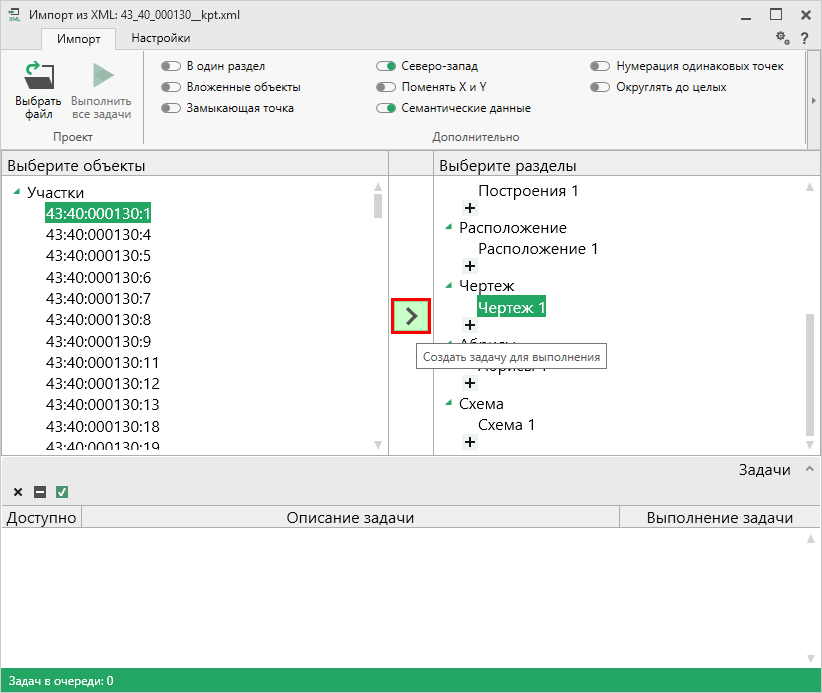 Импорт из XML: 43_40_000130__kpt.xml
Импорт Настройки
Выбрать файл
Выполнить все задачи
Проект
В один раздел
Вложенные объекты
Замыкающая точка
Северо-запад
Поменять X и Y
Семантические данные
Нумерация одинаковых точек
Округлять до целых
Дополнительно
Выберите объекты
Участки
43:40:000130:1
43:40:000130:4
43:40:000130:5
43:40:000130:6
43:40:000130:7
43:40:000130:8
43:40:000130:9
43:40:000130:11
43:40:000130:12
43:40:000130:13
43:40:000130:18
43:40:000130:19
Выберите разделы
Построения 1
Расположение
Расположение 1
Чертеж
Чертеж 1
Создать задачу для выполнения
Схема
Схема 1
Задачи
Доступно Описание задачи Выполнение задачи
Задач в очереди: 0